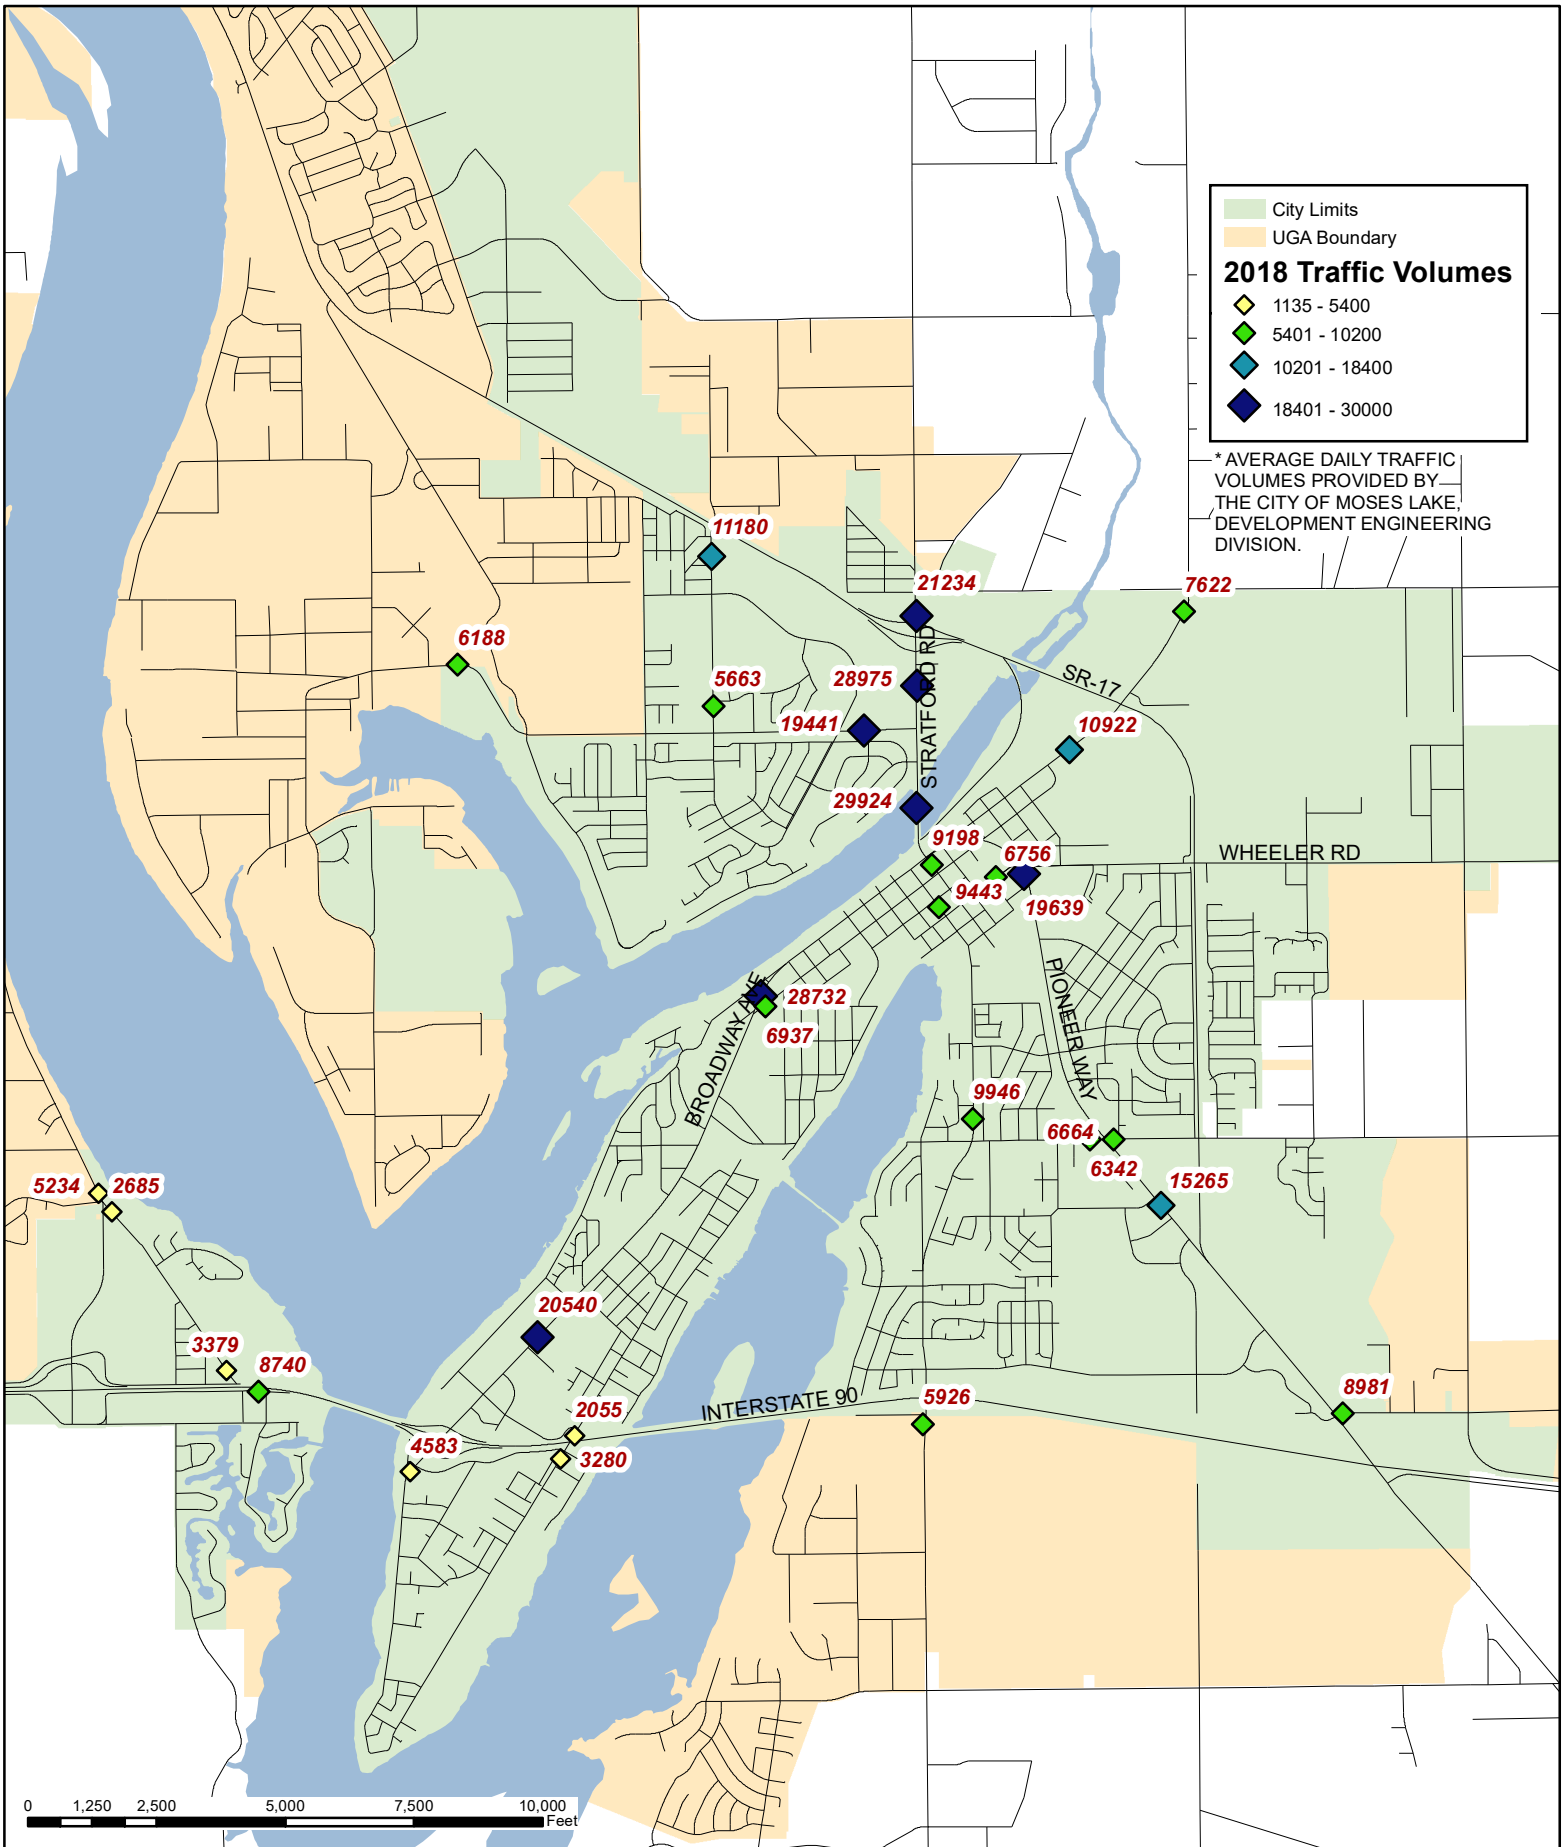 City Limits
UGA Boundary
2018 Traffic Volumes
1135 - 5400
5401 - 10200
10201 - 18400
18401 - 30000
* AVERAGE DAILY TRAFFIC
VOLUMES PROVIDED BY
THE CITY OF MOSES LAKE,
DEVELOPMENT ENGINEERING
DIVISION.
11180
21234
7622
6188
STRATFORD RD
5663
28975
SR-17
19441
10922
29924
9198
6756
WHEELER RD
9443
19639
PIONEER WAY
BROADWAY AVE
28732
6937
9946
6664
6342
5234
2685
15265
20540
3379
8740
INTERSTATE 90
5926
8981
2055
4583
3280
0 1,250 2,500 5,000 7,500 10,000
Feet